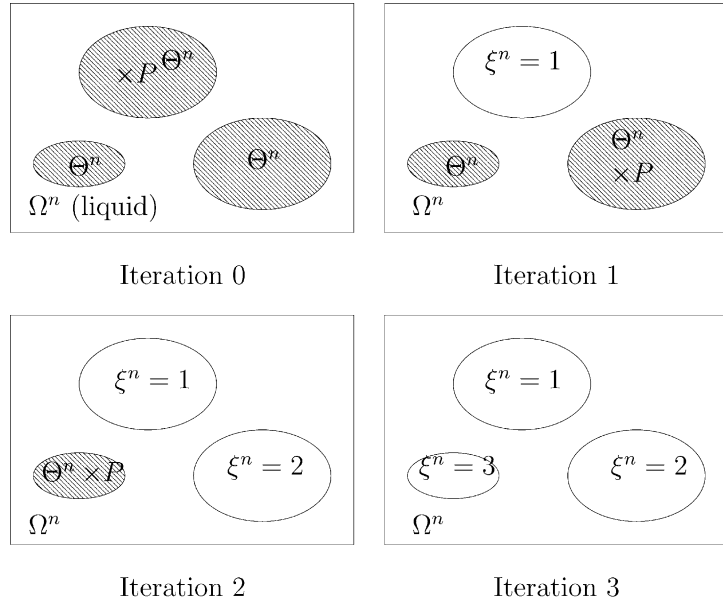 ×P Θⁿ
Θⁿ
Θⁿ
Ωⁿ (liquid)
Iteration 0
ξⁿ = 1
Θⁿ
×P
Θⁿ
Ωⁿ
Iteration 1
ξⁿ = 1
ξⁿ = 2
Θⁿ ×P
Ωⁿ
Iteration 2
ξⁿ = 1
ξⁿ = 3
ξⁿ = 2
Ωⁿ
Iteration 3